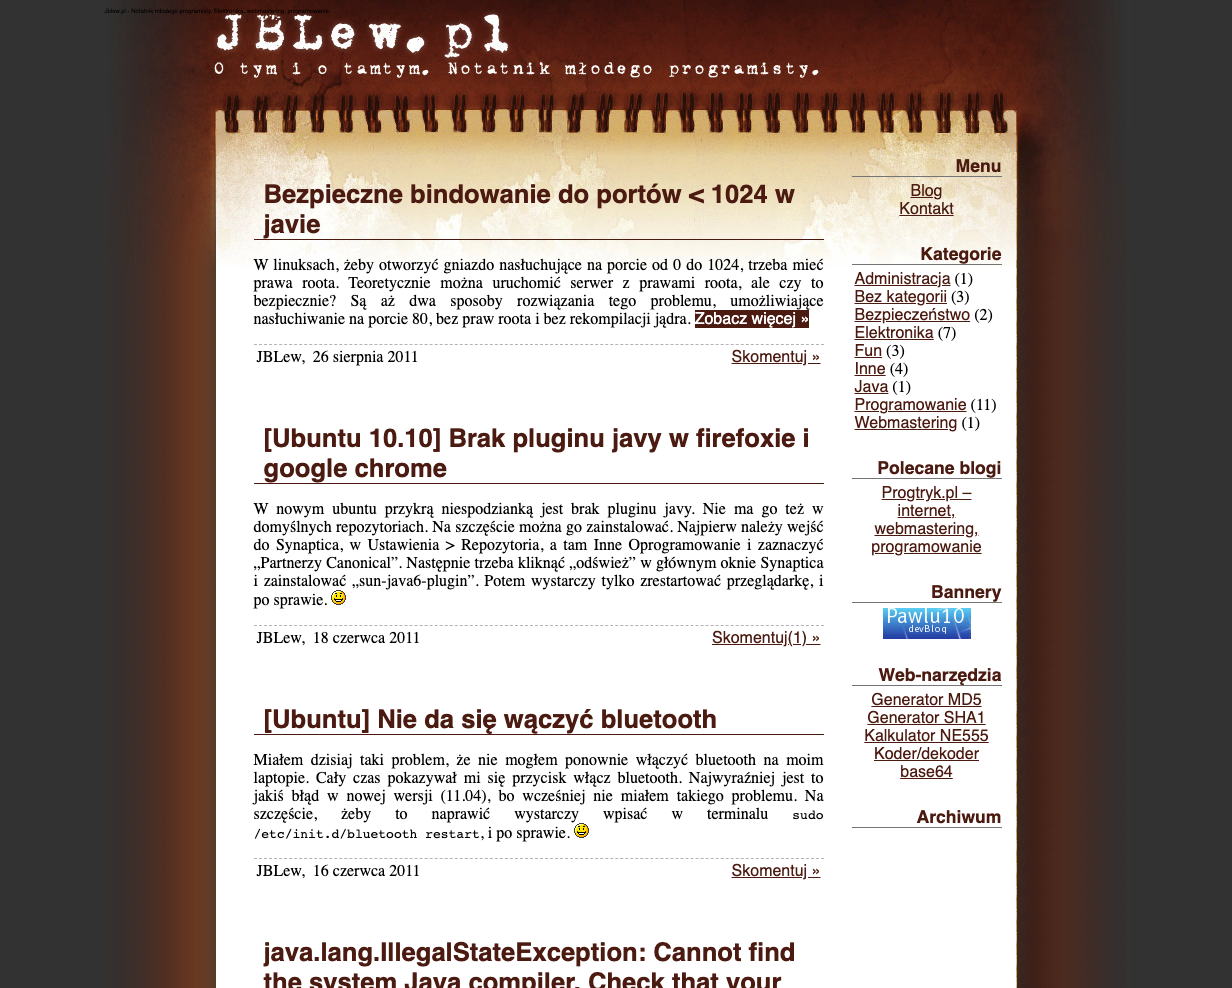 Jblew.pl - Notatnik młodego programisty. Elektronika, webmastering, programowanie.
JBLew.pl
O tym i o tamtym. Notatnik młodego programisty.
Bezpieczne bindowanie do portów < 1024 w
javie
W linuksach, żeby otworzyć gniazdo nasłuchujące na porcie od 0 do 1024, trzeba mieć
prawa roota. Teoretycznie można uruchomić serwer z prawami roota, ale czy to
bezpiecznie? Są aż dwa sposoby rozwiązania tego problemu, umożliwiające
nasłuchiwanie na porcie 80, bez praw roota i bez rekompilacji jądra. Zobacz więcej »
JBLew, 26 sierpnia 2011
Skomentuj »
[Ubuntu 10.10] Brak pluginu javy w firefoxie i
google chrome
W nowym ubuntu przykrą niespodzianką jest brak pluginu javy. Nie ma go też w
domyślnych repozytoriach. Na szczęście można go zainstalować. Najpierw należy wejść
do Synaptica, w Ustawienia > Repozytoria, a tam Inne Oprogramowanie i zaznaczyć
„Partnerzy Canonical”. Następnie trzeba kliknąć „odśwież” w głównym oknie Synaptica
i zainstalować „sun-java6-plugin”. Potem wystarczy tylko zrestartować przeglądarkę, i
po sprawie.
JBLew, 18 czerwca 2011
Skomentuj(1) »
[Ubuntu] Nie da się wączyć bluetooth
Miałem dzisiaj taki problem, że nie mogłem ponownie włączyć bluetooth na moim
laptopie. Cały czas pokazywał mi się przycisk włącz bluetooth. Najwyraźniej jest to
jakiś błąd w nowej wersji (11.04), bo wcześniej nie miałem takiego problemu. Na
szczęście, żeby to naprawić wystarczy wpisać w terminalu sudo
/etc/init.d/bluetooth restart, i po sprawie.
JBLew, 16 czerwca 2011
Skomentuj »
java.lang.IllegalStateException: Cannot find
the system Java compiler. Check that your
Menu
Blog
Kontakt
Kategorie
Administracja (1)
Bez kategorii (3)
Bezpieczeństwo (2)
Elektronika (7)
Fun (3)
Inne (4)
Java (1)
Programowanie (11)
Webmastering (1)
Polecane blogi
Progtryk.pl –
internet,
webmastering,
programowanie
Bannery
Pawlu10
devBlog
Web-narzędzia
Generator MD5
Generator SHA1
Kalkulator NE555
Koder/dekoder
base64
Archiwum